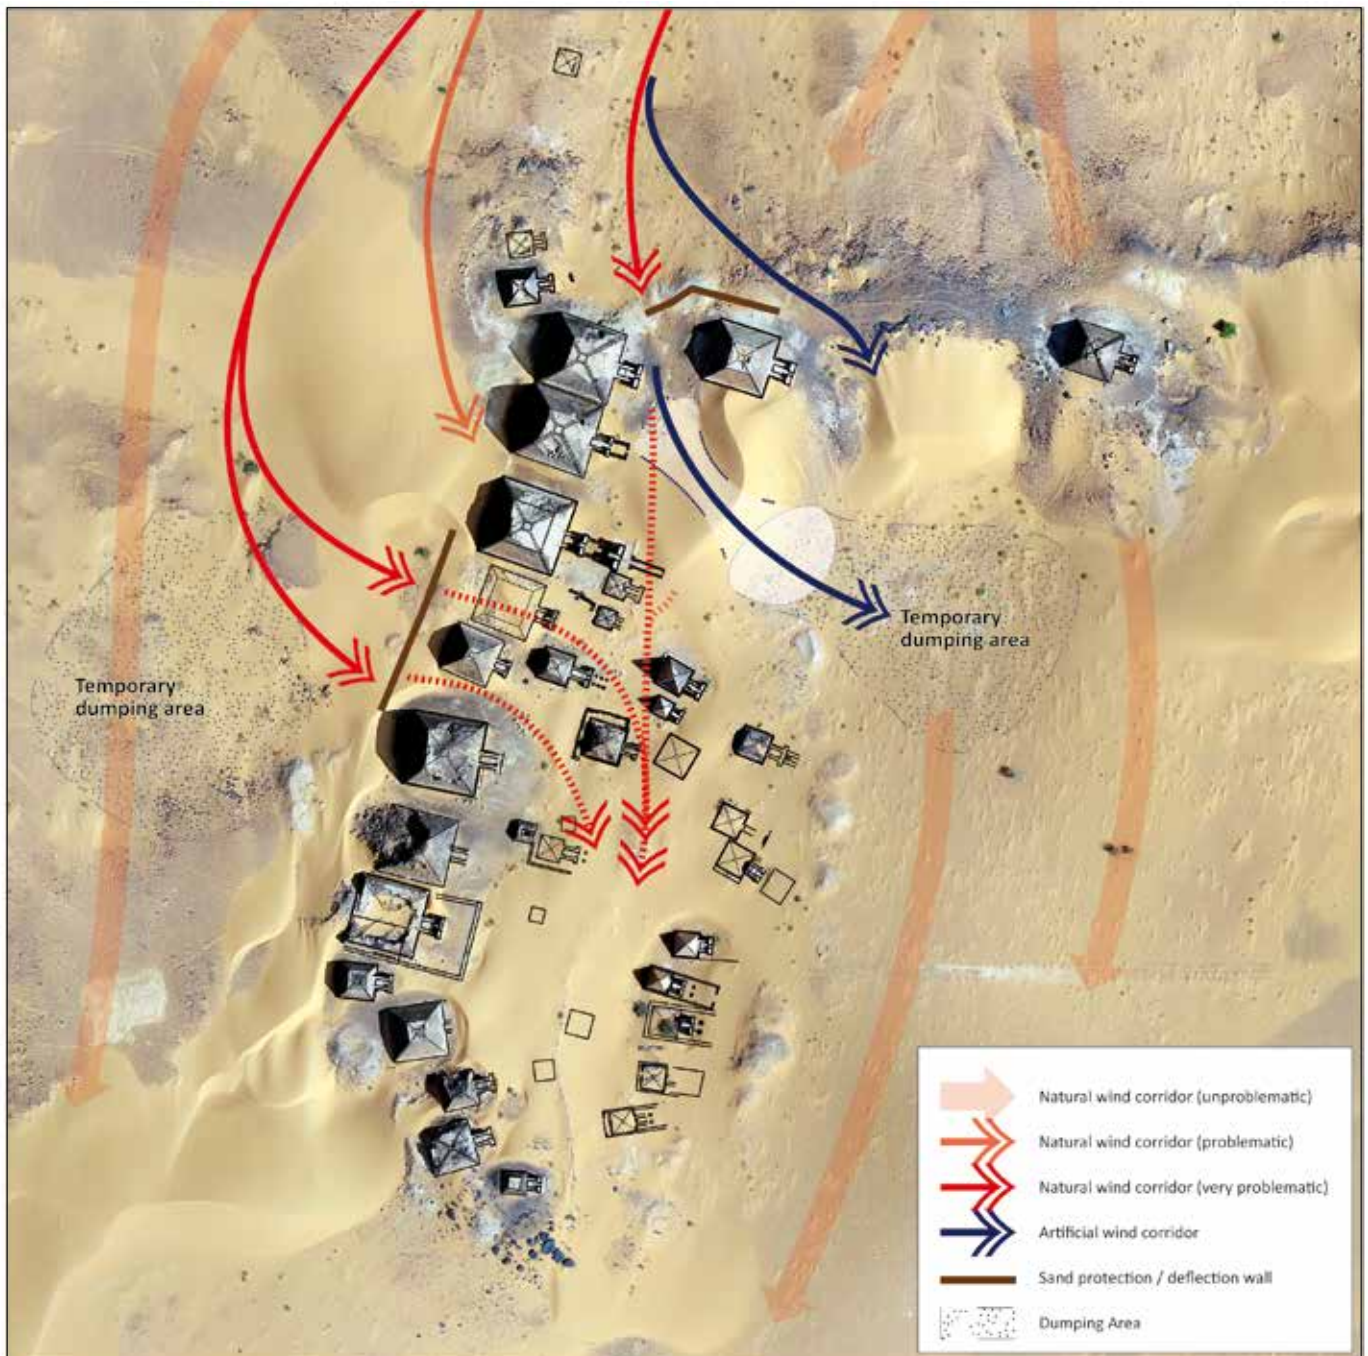 Temporary
dumping area
Temporary
dumping area
Natural wind corridor (unproblematic)
Natural wind corridor (problematic)
Natural wind corridor (very problematic)
Artificial wind corridor
Sand protection / deflection wall
Dumping Area